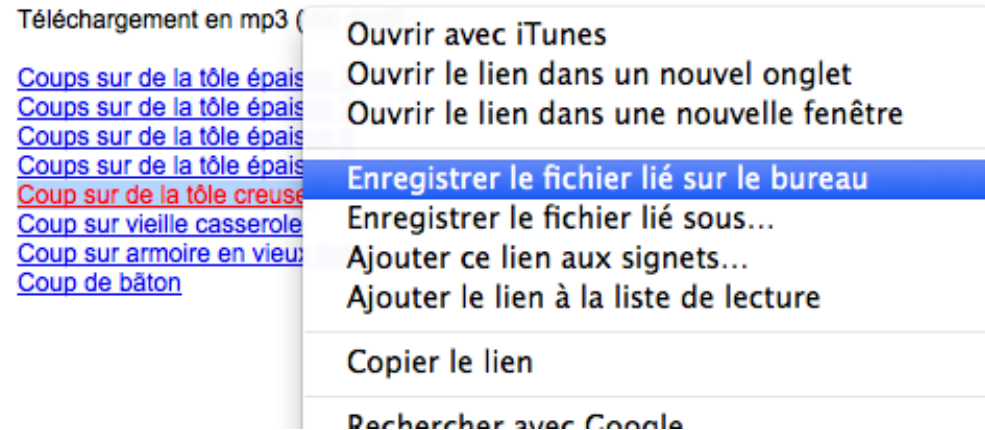 Téléchargement en mp3 (
Coups sur de la tôle épais
Coups sur de la tôle épais
Coups sur de la tôle épais
Coups sur de la tôle épais
Coup sur de la tôle creuse
Coup sur vieille casserole
Coup sur armoire en vieux
Coup de bâton
Ouvrir avec iTunes
Ouvrir le lien dans un nouvel onglet
Ouvrir le lien dans une nouvelle fenêtre
Enregistrer le fichier lié sur le bureau
Enregistrer le fichier lié sous...
Ajouter ce lien aux signets...
Ajouter le lien à la liste de lecture
Copier le lien
Rechercher avec Google